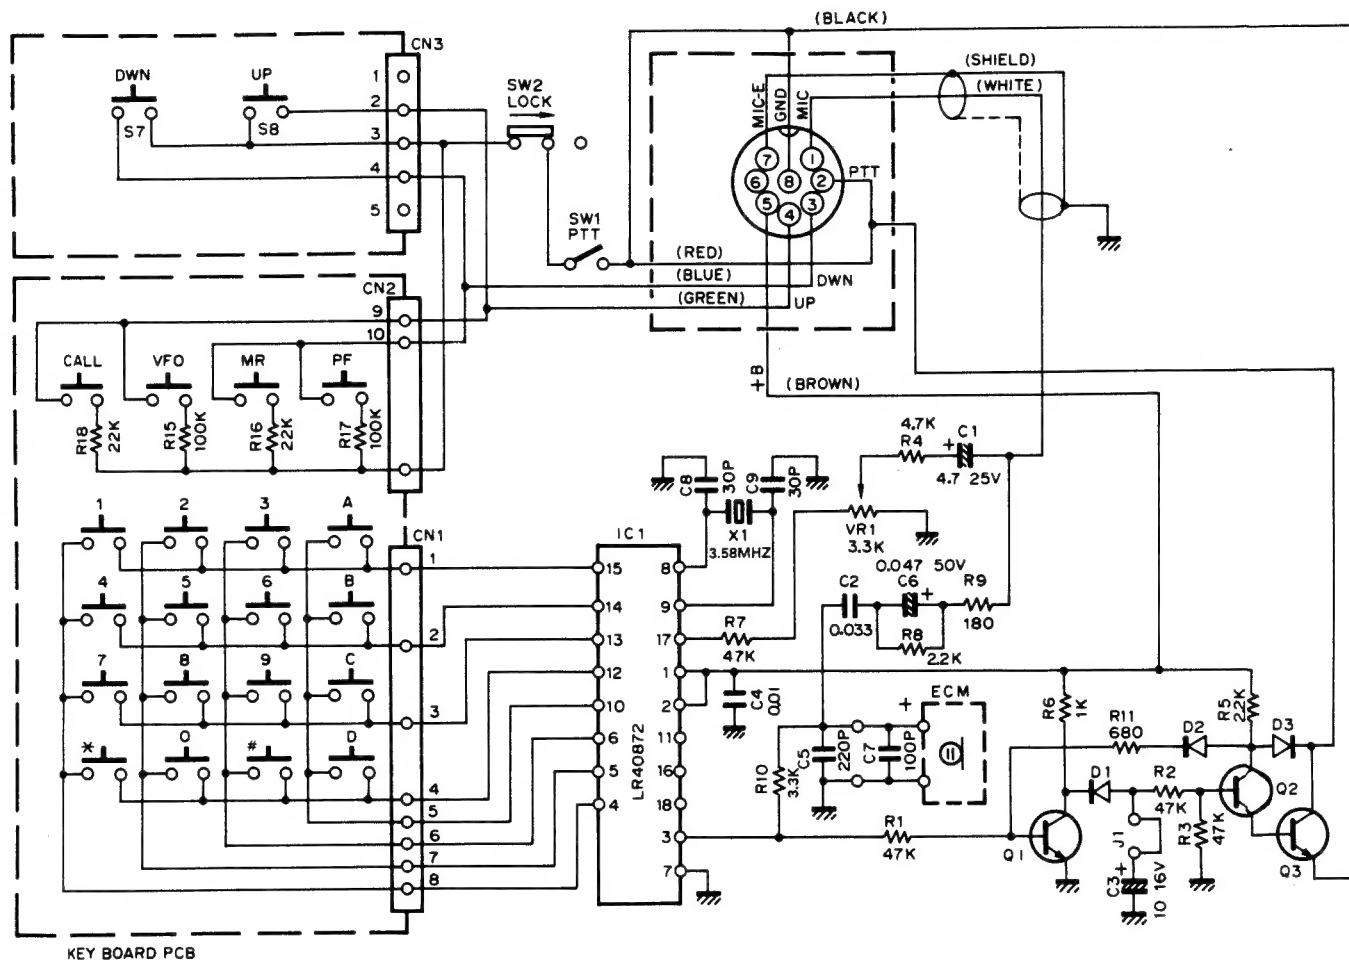 (BLACK)
CN3
DWN
UP
S7
S8
1
2
3
4
5
SW2
LOCK
SW1
PTT
(SHIELD)
(WHITE)
MIC-E
GND
MIC
7
1
6
8
2
5
4
3
PTT
(RED)
(BLUE)
(GREEN)
DWN
UP
+B
(BROWN)
CN2
9
10
CALL
VFO
MR
PF
R18
22K
R15
100K
R16
22K
R17
100K
1
2
3
A
4
5
6
B
7
8
9
C
*
0
#
D
CN1
1
2
3
4
5
6
7
8
KEY BOARD PCB
IC1
LR40872
15
14
13
12
10
6
5
4
8
9
17
1
2
11
16
18
3
7
C8
30P
C9
30P
X1
3.58MHZ
4.7K
R4
+
C1
4.7 25V
VR1
3.3K
0.047 50V
C2
0.033
C6
+
R9
180
R8
2.2K
R7
47K
C4
0.01
R10
3.3K
C5
220P
C7
100P
+
ECM
R1
47K
R6
1K
R11
680
D2
R5
2.2K
D3
D1
R2
47K
R3
47K
J1
C3
+
10 16V
Q1
Q2
Q3